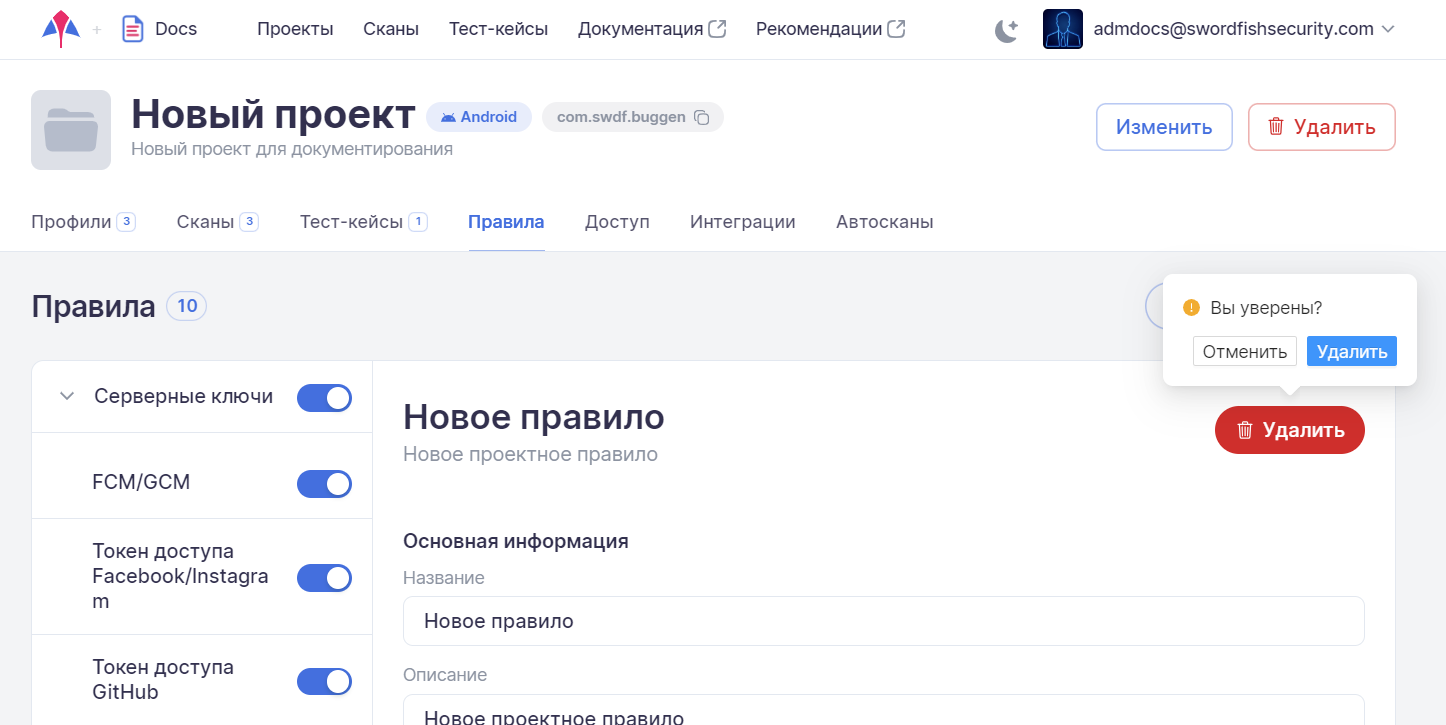 Docs
Проекты
Сканы
Тест-кейсы
Документация
Рекомендации
admdocs@swordfishsecurity.com
Новый проект
Android
com.swdf.buggen
Новый проект для документирования
Изменить
Удалить
Профили 3
Сканы 3
Тест-кейсы 1
Правила
Доступ
Интеграции
Автосканы
Правила 10
Вы уверены?
Отменить
Удалить
Серверные ключи
FCM/GCM
Токен доступа
Facebook/Instagra
m
Токен доступа
GitHub
Новое правило
Новое проектное правило
Удалить
Основная информация
Название
Новое правило
Описание
Новое проектное правило